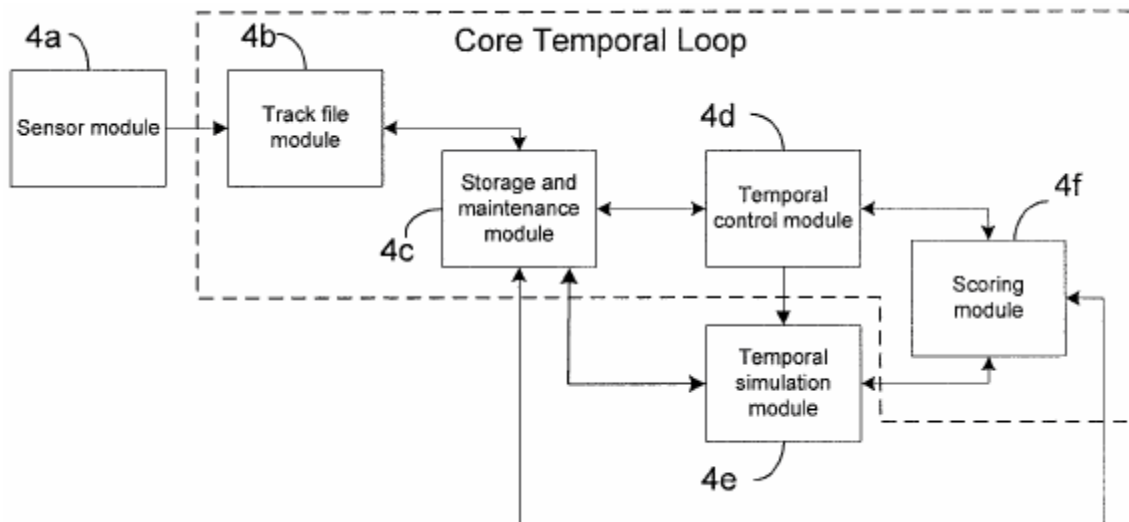 Core Temporal Loop
4a
4b
Sensor module
Track file
module
4d
4c
Storage and
maintenance
module
Temporal
control module
4f
Scoring
module
Temporal
simulation
module
4e